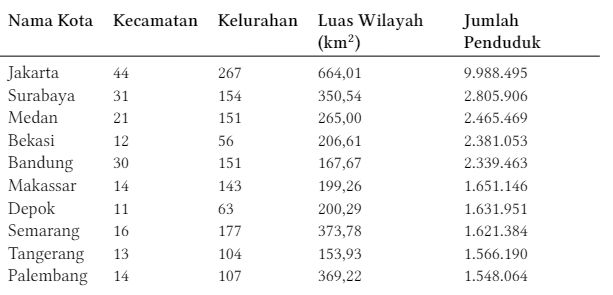 Nama Kota Kecamatan Kelurahan Luas Wilayah Jumlah
(km²) Penduduk
Jakarta 44 267 664,01 9.988.495
Surabaya 31 154 350,54 2.805.906
Medan 21 151 265,00 2.465.469
Bekasi 12 56 206,61 2.381.053
Bandung 30 151 167,67 2.339.463
Makassar 14 143 199,26 1.651.146
Depok 11 63 200,29 1.631.951
Semarang 16 177 373,78 1.621.384
Tangerang 13 104 153,93 1.566.190
Palembang 14 107 369,22 1.548.064